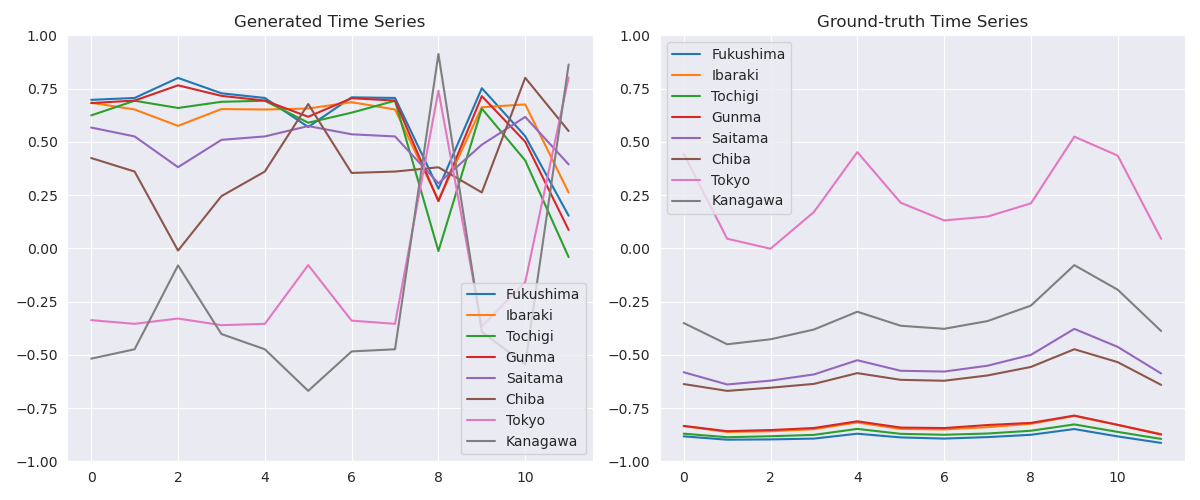 Generated Time Series
1.00
0.75
0.50
0.25
0.00
−0.25
−0.50
−0.75
−1.00
0 2 4 6 8 10
Fukushima
Ibaraki
Tochigi
Gunma
Saitama
Chiba
Tokyo
Kanagawa
Ground-truth Time Series
1.00
0.75
0.50
0.25
0.00
−0.25
−0.50
−0.75
−1.00
0 2 4 6 8 10
Fukushima
Ibaraki
Tochigi
Gunma
Saitama
Chiba
Tokyo
Kanagawa